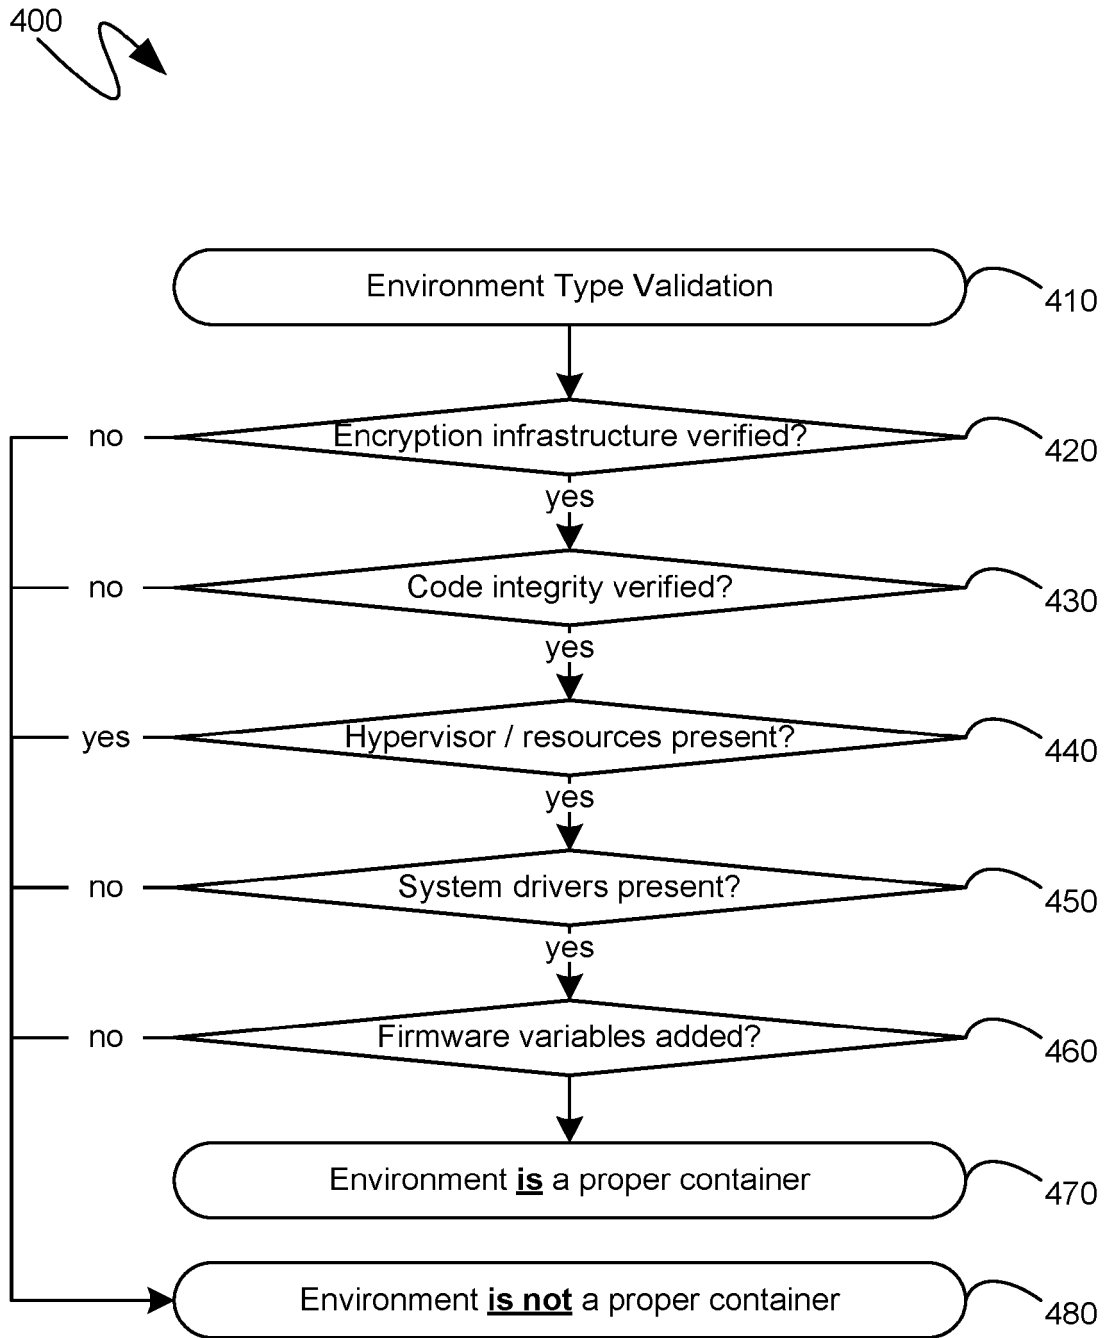 400
Environment Type Validation
410
no
Encryption infrastructure verified?
420
yes
no
Code integrity verified?
430
yes
yes
Hypervisor / resources present?
440
yes
no
System drivers present?
450
yes
no
Firmware variables added?
460
Environment is a proper container
470
Environment is not a proper container
480